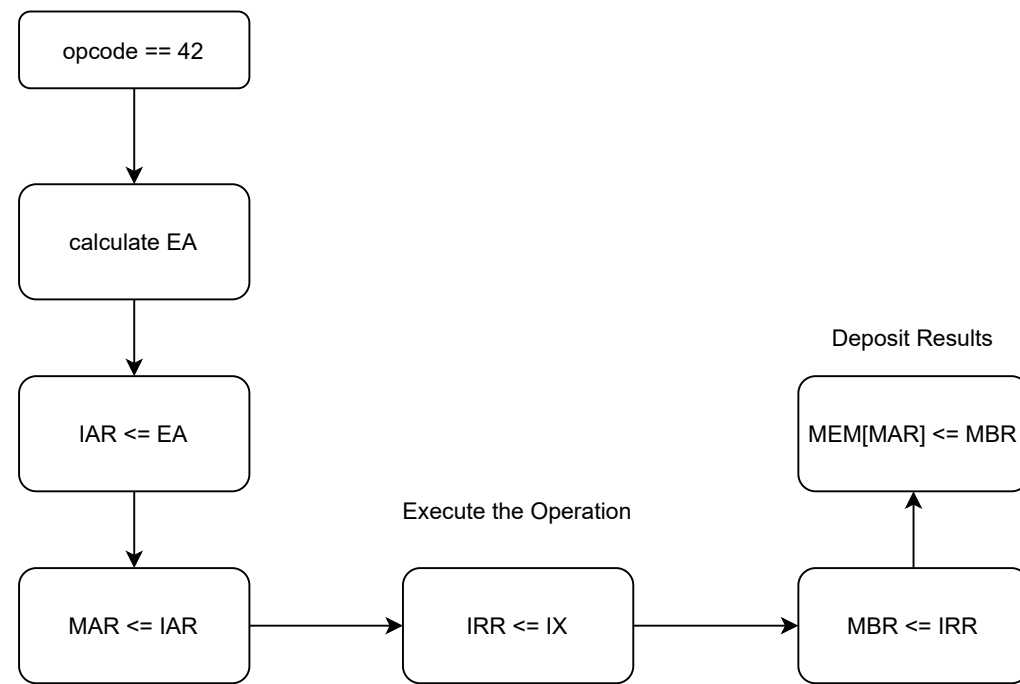 opcode == 42
calculate EA
IAR <= EA
MAR <= IAR
Execute the Operation
IRR <= IX
MBR <= IRR
Deposit Results
MEM[MAR] <= MBR